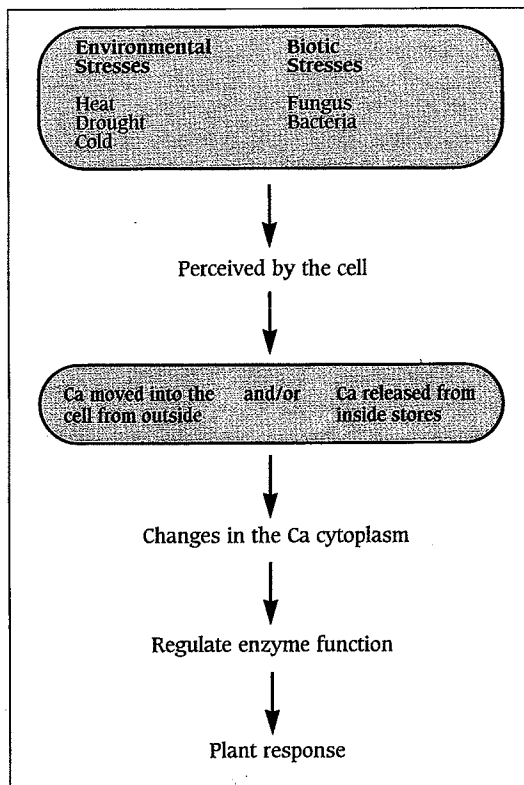 Environmental
Stresses
Heat
Drought
Cold
Biotic
Stresses
Fungus
Bacteria
Perceived by the cell
Ca moved into the
cell from outside
and/or
Ca released from
inside stores
Changes in the Ca cytoplasm
Regulate enzyme function
Plant response